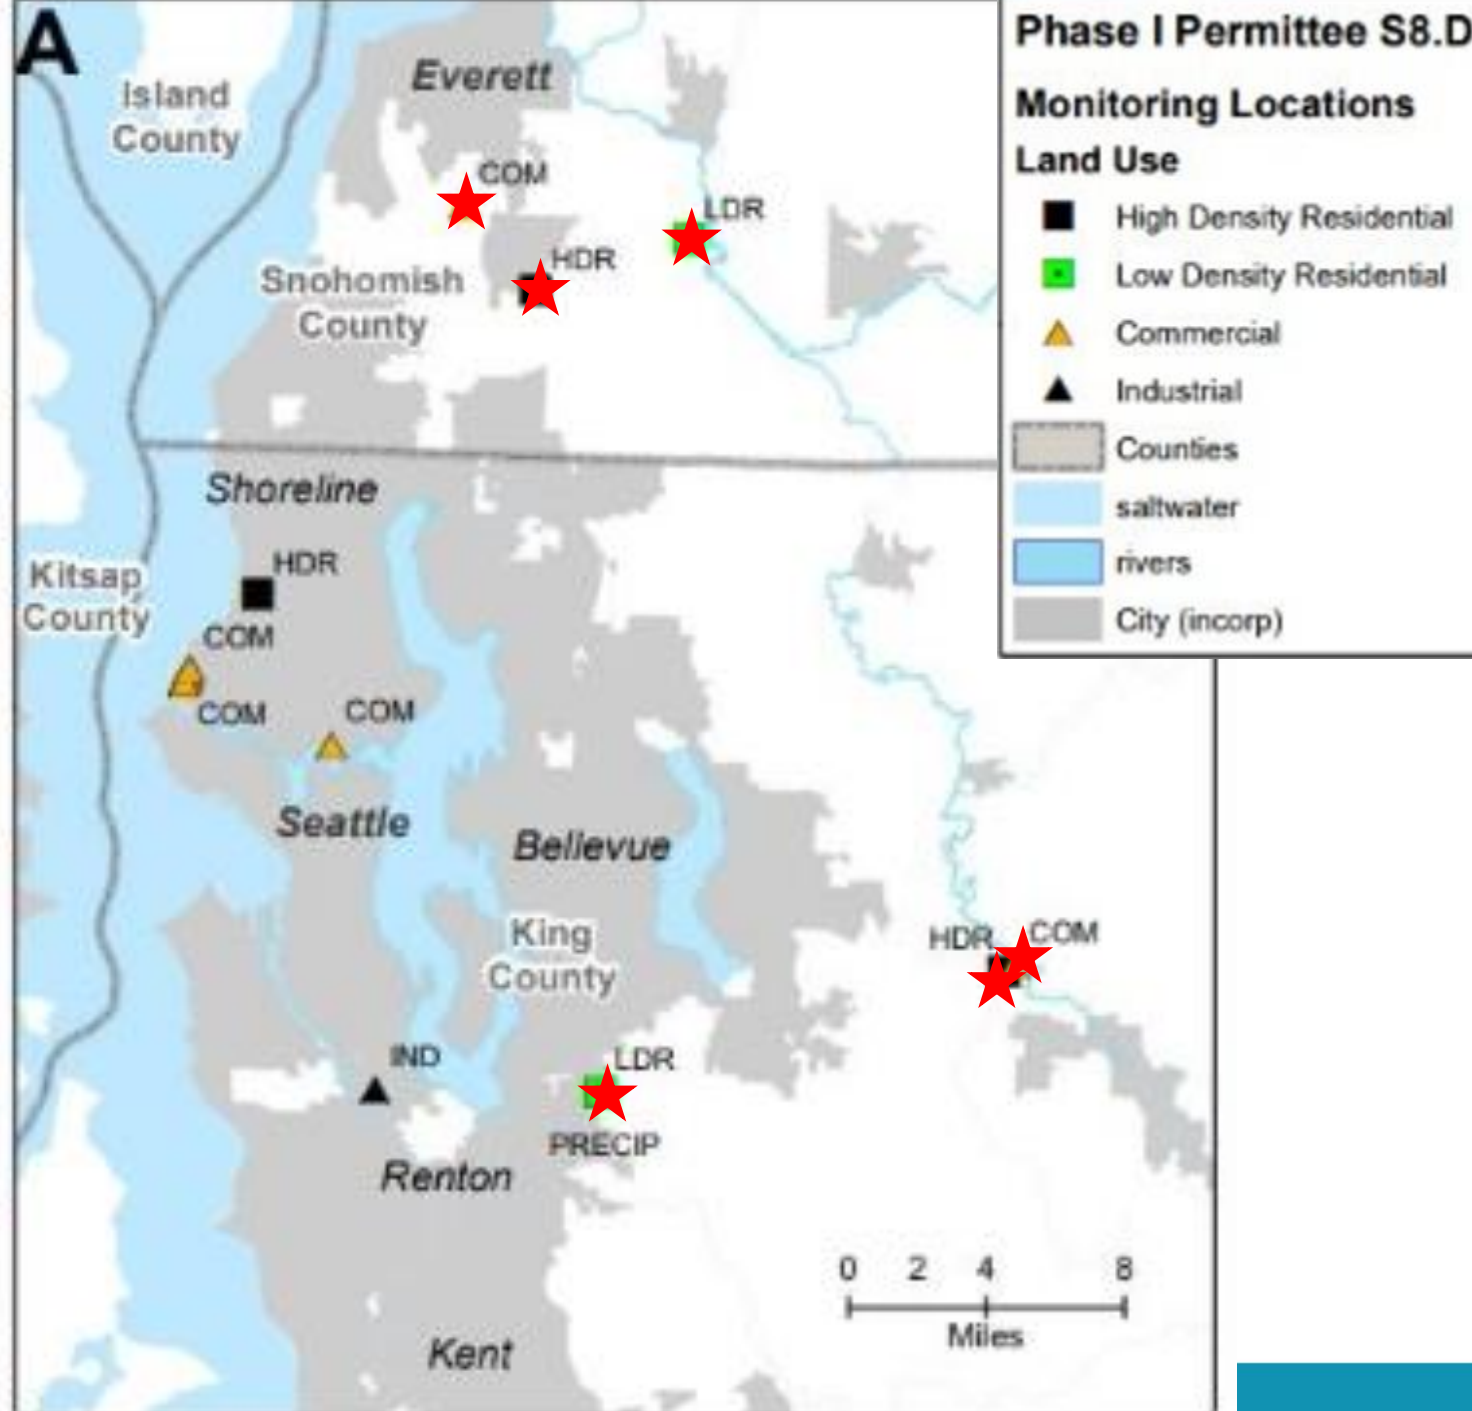 A
Island
County
Everett
COM
LDR
HDR
Snohomish
County
Shoreline
HDR
Kitsap
County
COM
COM
COM
Seattle
Bellevue
King
County
HDR
COM
IND
LDR
PRECIP
Renton
Kent
0 2 4 8
Miles
Phase I Permittee S8.D
Monitoring Locations
Land Use
High Density Residential
Low Density Residential
Commercial
Industrial
Counties
saltwater
rivers
City (incorp)